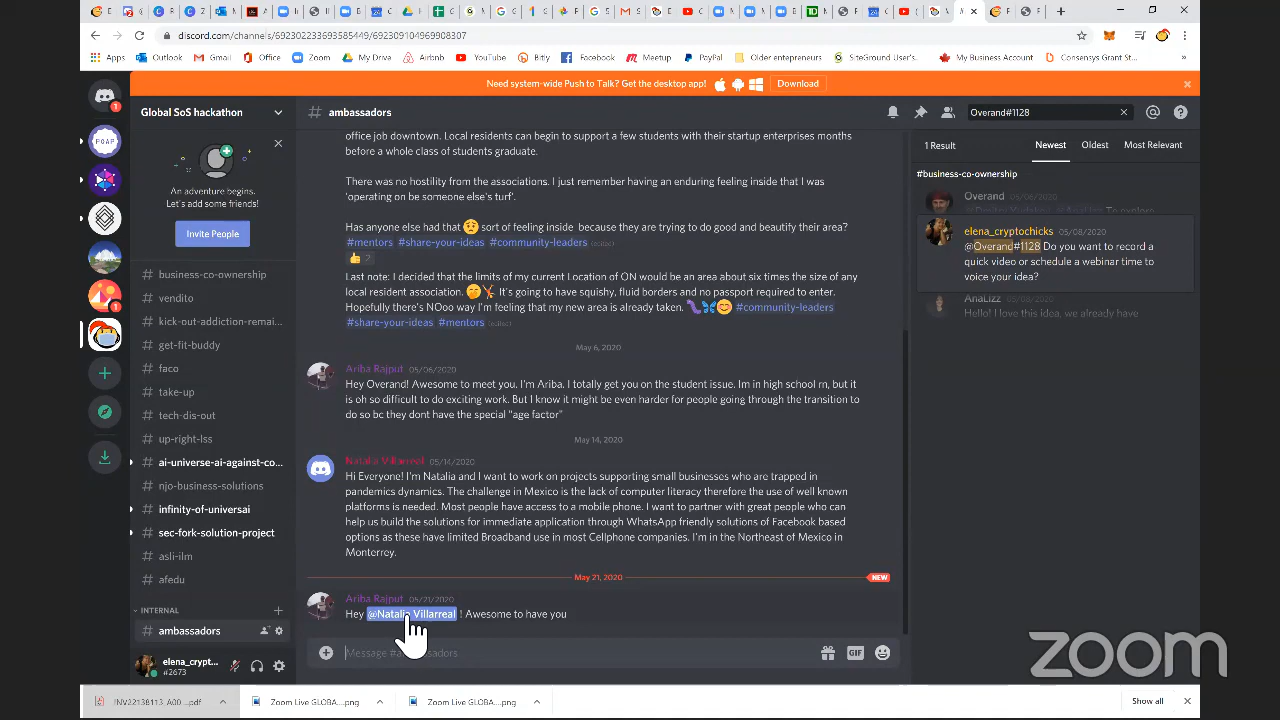 discord.com/channels/692302233693585445/692309104969908307
Apps Outlook Gmail Office Zoom My Drive Airbnb YouTube Bitly Facebook Meetup PayPal Older entrepreneurs SiteGround User's... My Business Account Consensys Grant St...
Need system-wide Push to Talk? Get the desktop app! Download
Global SoS hackathon
# ambassadors
Overand#1128
An adventure begins.
Let's add some friends!
Invite People
# business-co-ownership
# vendito
# kick-out-addiction-remai...
# get-fit-buddy
# faco
# take-up
# tech-dis-out
# up-right-lss
# ai-universe-ai-against-co...
# njo-business-solutions
# infinity-of-universai
# sec-fork-solution-project
# asli-ilm
# afedu
INTERNAL
# ambassadors
elena_crypt...
#2673
office job downtown. Local residents can begin to support a few students with their startup enterprises months
before a whole class of students graduate.
There was no hostility from the associations. I just remember having an enduring feeling inside that I was
'operating on be someone else's turf'.
Has anyone else had that sort of feeling inside because they are trying to do good and beautify their area?
#mentors #share-your-ideas #community-leaders (edited)
2
Last note: I decided that the limits of my current Location of ON would be an area about six times the size of any
local resident association. It's going to have squishy, fluid borders and no passport required to enter.
Hopefully there's NOoo way I'm feeling that my new area is already taken. #community-leaders
#share-your-ideas #mentors (edited)
May 6, 2020
Ariba Rajput 05/06/2020
Hey Overand! Awesome to meet you. I'm Ariba. I totally get you on the student issue. Im in high school rn, but it
is oh so difficult to do exciting work. But I know it might be even harder for people going through the transition to
do so bc they dont have the special "age factor"
May 14, 2020
Natalia Villarreal 05/14/2020
Hi Everyone! I'm Natalia and I want to work on projects supporting small businesses who are trapped in
pandemics dynamics. The challenge in Mexico is the lack of computer literacy therefore the use of well known
platforms is needed. Most people have access to a mobile phone. I want to partner with great people who can
help us build the solutions for immediate application through WhatsApp friendly solutions of Facebook based
options as these have limited Broadband use in most Cellphone companies. I'm in the Northeast of Mexico in
Monterrey.
May 21, 2020 NEW
Ariba Rajput 05/21/2020
Hey @Natalia Villarreal ! Awesome to have you
Message #ambassadors
GIF
1 Result Newest Oldest Most Relevant
#business-co-ownership
Overand 05/06/2020
elena_cryptochicks 05/08/2020
@Overand#1128 Do you want to record a
quick video or schedule a webinar time to
voice your idea?
AnaLizz 05/08/2020
Hello! I love this idea, we already have
zoom
!NV22138113_A00 ....pdf
Zoom Live GLOBA....png
Zoom Live GLOBA....png
Show all